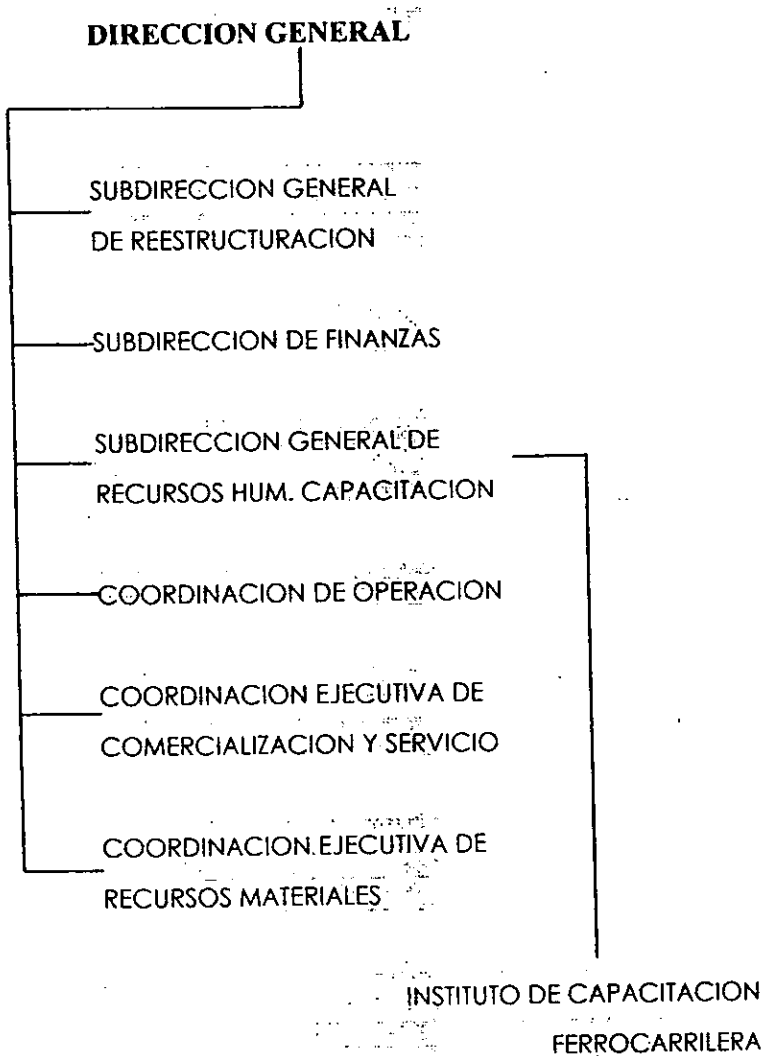 DIRECCION GENERAL
SUBDIRECCION GENERAL
DE REESTRUCTURACION
SUBDIRECCION DE FINANZAS
SUBDIRECCION GENERAL DE
RECURSOS HUM. CAPACITACION
COORDINACION DE OPERACION
COORDINACION EJECUTIVA DE
COMERCIALIZACION Y SERVICIO
COORDINACION EJECUTIVA DE
RECURSOS MATERIALES
INSTITUTO DE CAPACITACION
FERROCARRILERA